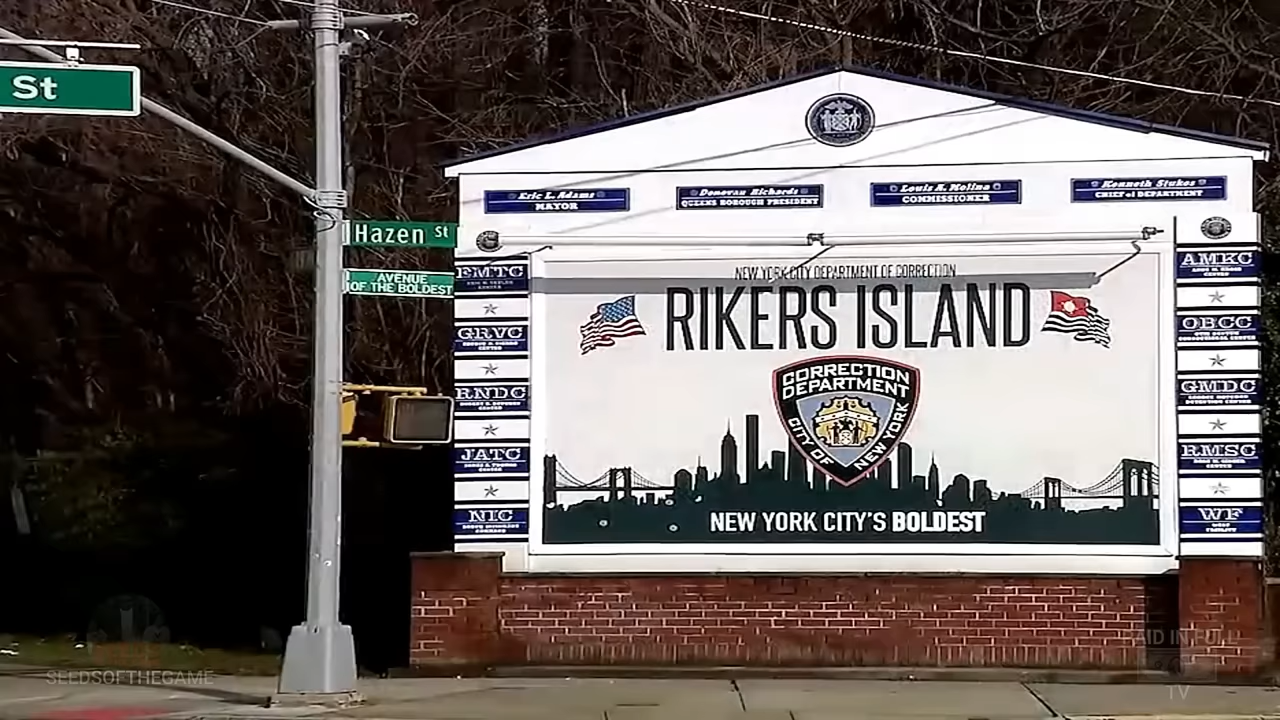 St
Hazen St
AVENUE
OF THE BOLDEST
Eric L. Adams
MAYOR
Donovan Richards
QUEENS BOROUGH PRESIDENT
Louis A. Molina
COMMISSIONER
Kenneth Stukes
CHIEF of DEPARTMENT
EMTC
GRVC
RNDC
JATC
NIC
NEW YORK CITY DEPARTMENT OF CORRECTION
RIKERS ISLAND
CORRECTION
DEPARTMENT
CITY OF NEW YORK
NEW YORK CITY'S BOLDEST
AMKC
OBCC
GMDC
RMSC
WF
SEEDSOFTHEGAME
TV